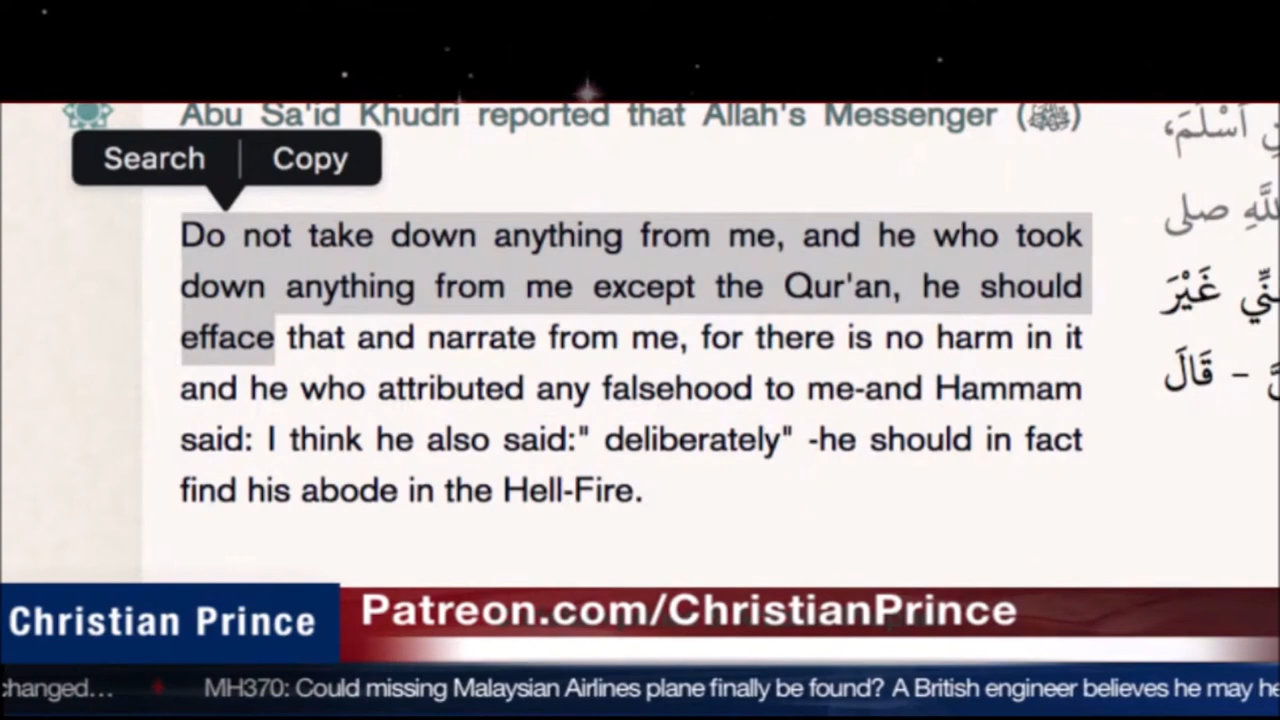 Abu Sa'id Khudri reported that Allah's Messenger (ﷺ)
Search | Copy
Do not take down anything from me, and he who took
down anything from me except the Qur'an, he should
efface that and narrate from me, for there is no harm in it
and he who attributed any falsehood to me-and Hammam
said: I think he also said:" deliberately" -he should in fact
find his abode in the Hell-Fire.
أَسْلَمَ،
صلى
غَيْرَ
- قَالَ
Christian Prince
Patreon.com/ChristianPrince
changed... MH370: Could missing Malaysian Airlines plane finally be found? A British engineer believes he may he